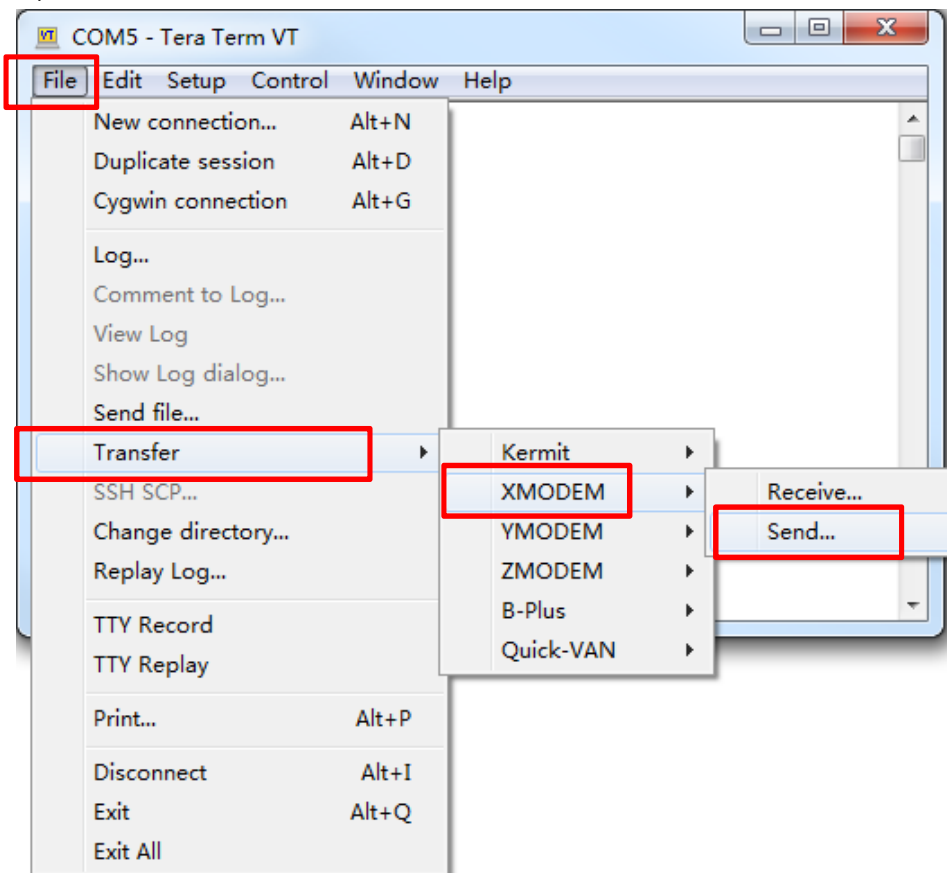 COM5 - Tera Term VT
File Edit Setup Control Window Help
New connection... Alt+N
Duplicate session Alt+D
Cygwin connection Alt+G
Log...
Comment to Log...
View Log
Show Log dialog...
Send file...
Transfer
SSH SCP...
Change directory...
Replay Log...
TTY Record
TTY Replay
Print... Alt+P
Disconnect Alt+I
Exit Alt+Q
Exit All
Kermit
XMODEM
YMODEM
ZMODEM
B-Plus
Quick-VAN
Receive...
Send...